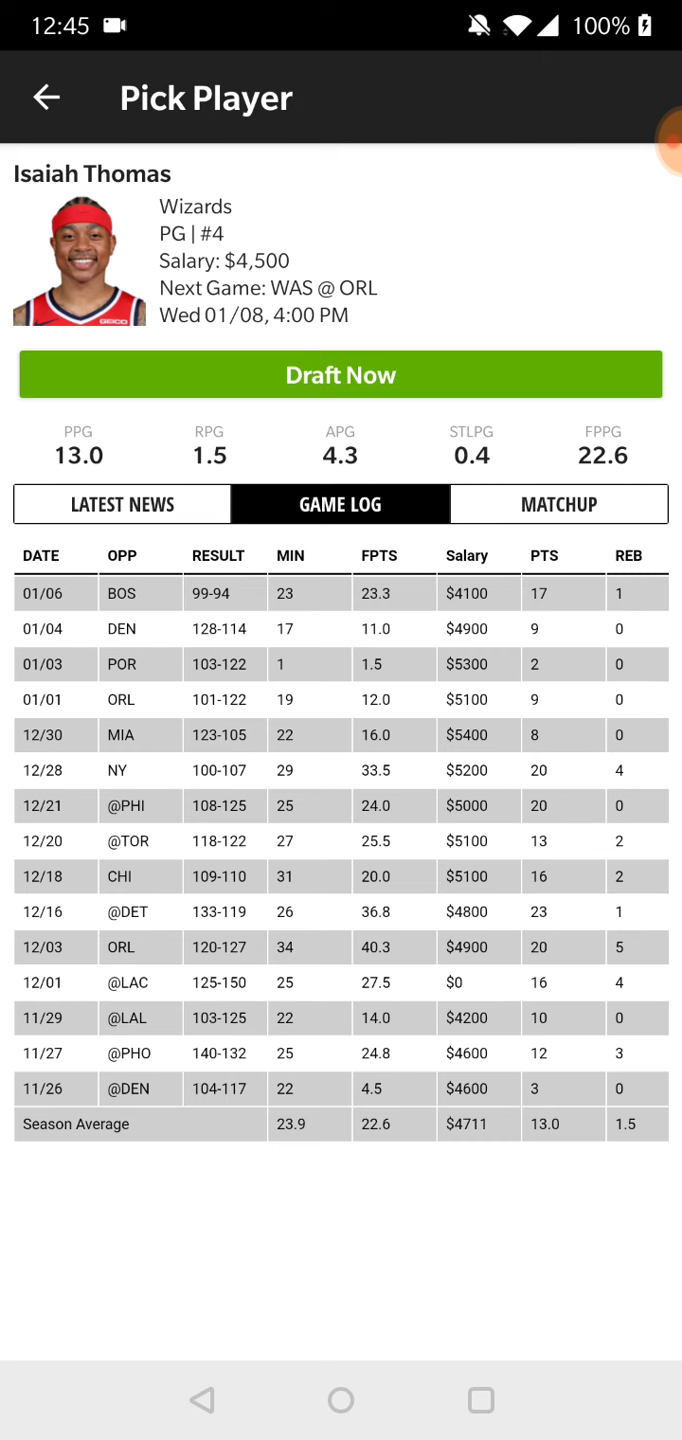 12:45 100%
Pick Player
Isaiah Thomas
Wizards
PG | #4
Salary: $4,500
Next Game: WAS @ ORL
Wed 01/08, 4:00 PM
GEICO
Draft Now
PPG RPG APG STLPG FPPG
13.0 1.5 4.3 0.4 22.6
LATEST NEWS GAME LOG MATCHUP
DATE OPP RESULT MIN FPTS Salary PTS REB
01/06 BOS 99-94 23 23.3 $4100 17 1
01/04 DEN 128-114 17 11.0 $4900 9 0
01/03 POR 103-122 1 1.5 $5300 2 0
01/01 ORL 101-122 19 12.0 $5100 9 0
12/30 MIA 123-105 22 16.0 $5400 8 0
12/28 NY 100-107 29 33.5 $5200 20 4
12/21 @PHI 108-125 25 24.0 $5000 20 0
12/20 @TOR 118-122 27 25.5 $5100 13 2
12/18 CHI 109-110 31 20.0 $5100 16 2
12/16 @DET 133-119 26 36.8 $4800 23 1
12/03 ORL 120-127 34 40.3 $4900 20 5
12/01 @LAC 125-150 25 27.5 $0 16 4
11/29 @LAL 103-125 22 14.0 $4200 10 0
11/27 @PHO 140-132 25 24.8 $4600 12 3
11/26 @DEN 104-117 22 4.5 $4600 3 0
Season Average 23.9 22.6 $4711 13.0 1.5